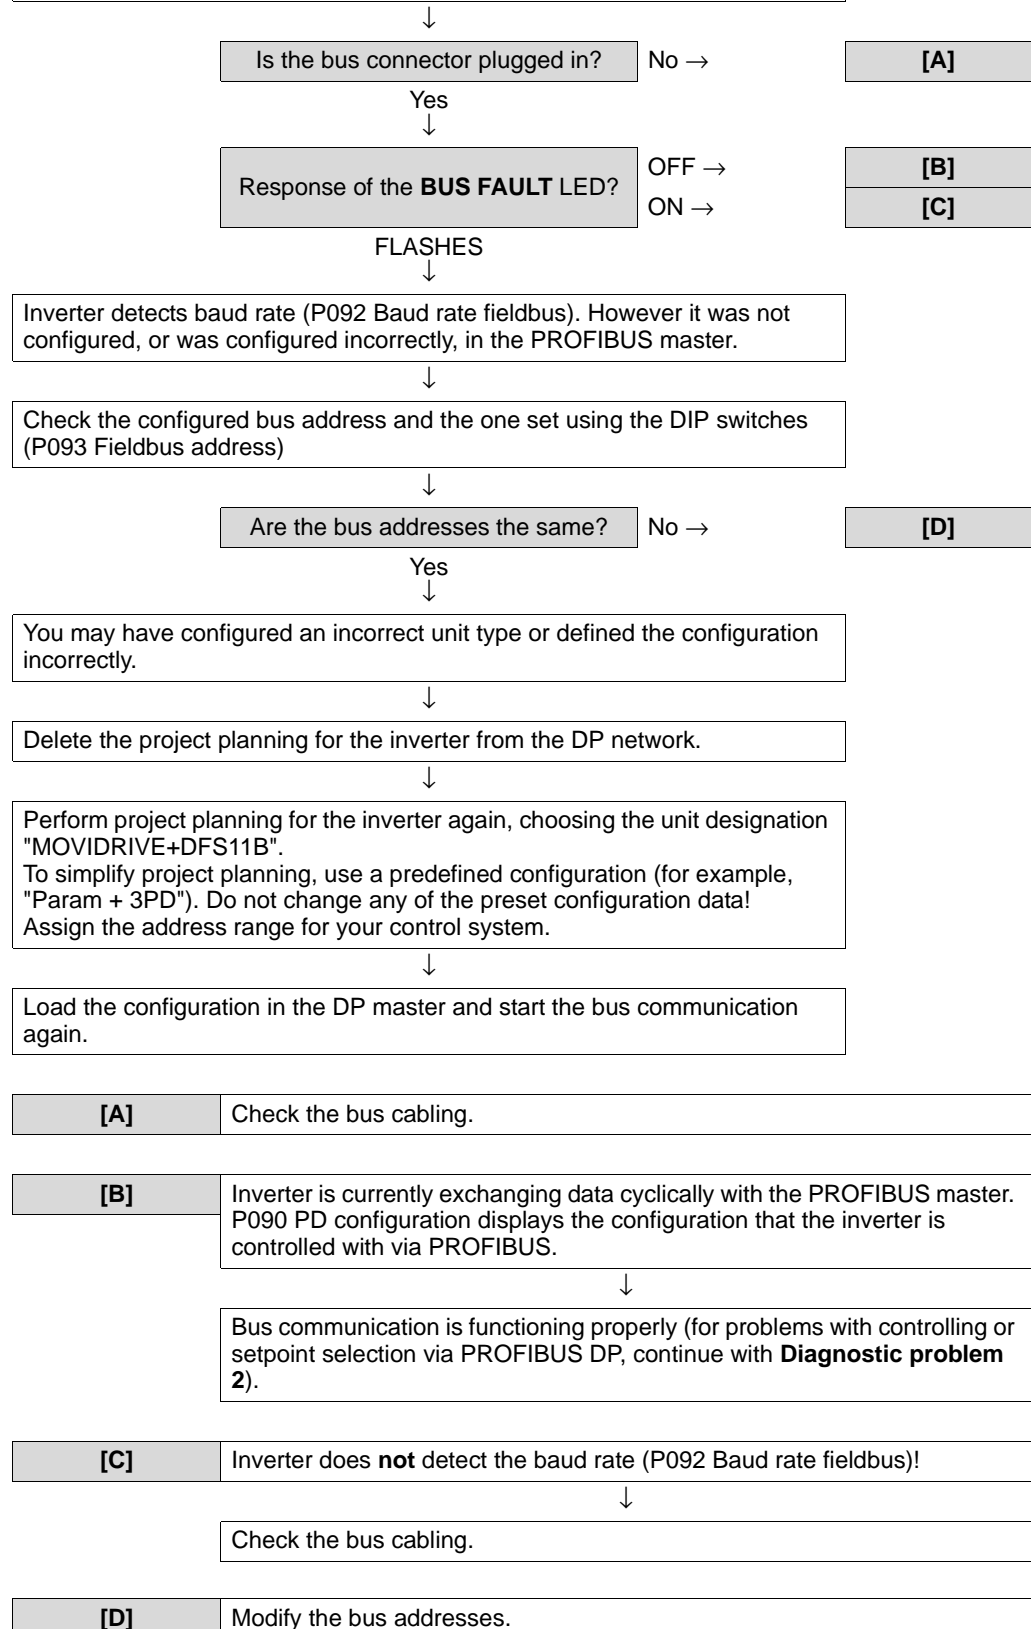 ↓
Is the bus connector plugged in? No → [A]
Yes
↓
Response of the BUS FAULT LED?
OFF → [B]
ON → [C]
FLASHES
↓
Inverter detects baud rate (P092 Baud rate fieldbus). However it was not
configured, or was configured incorrectly, in the PROFIBUS master.
↓
Check the configured bus address and the one set using the DIP switches
(P093 Fieldbus address)
↓
Are the bus addresses the same? No → [D]
Yes
↓
You may have configured an incorrect unit type or defined the configuration
incorrectly.
↓
Delete the project planning for the inverter from the DP network.
↓
Perform project planning for the inverter again, choosing the unit designation
"MOVIDRIVE+DFS11B".
To simplify project planning, use a predefined configuration (for example,
"Param + 3PD"). Do not change any of the preset configuration data!
Assign the address range for your control system.
↓
Load the configuration in the DP master and start the bus communication
again.
[A] Check the bus cabling.
[B] Inverter is currently exchanging data cyclically with the PROFIBUS master.
P090 PD configuration displays the configuration that the inverter is
controlled with via PROFIBUS.
↓
Bus communication is functioning properly (for problems with controlling or
setpoint selection via PROFIBUS DP, continue with Diagnostic problem
2).
[C] Inverter does not detect the baud rate (P092 Baud rate fieldbus)!
↓
Check the bus cabling.
[D] Modify the bus addresses.